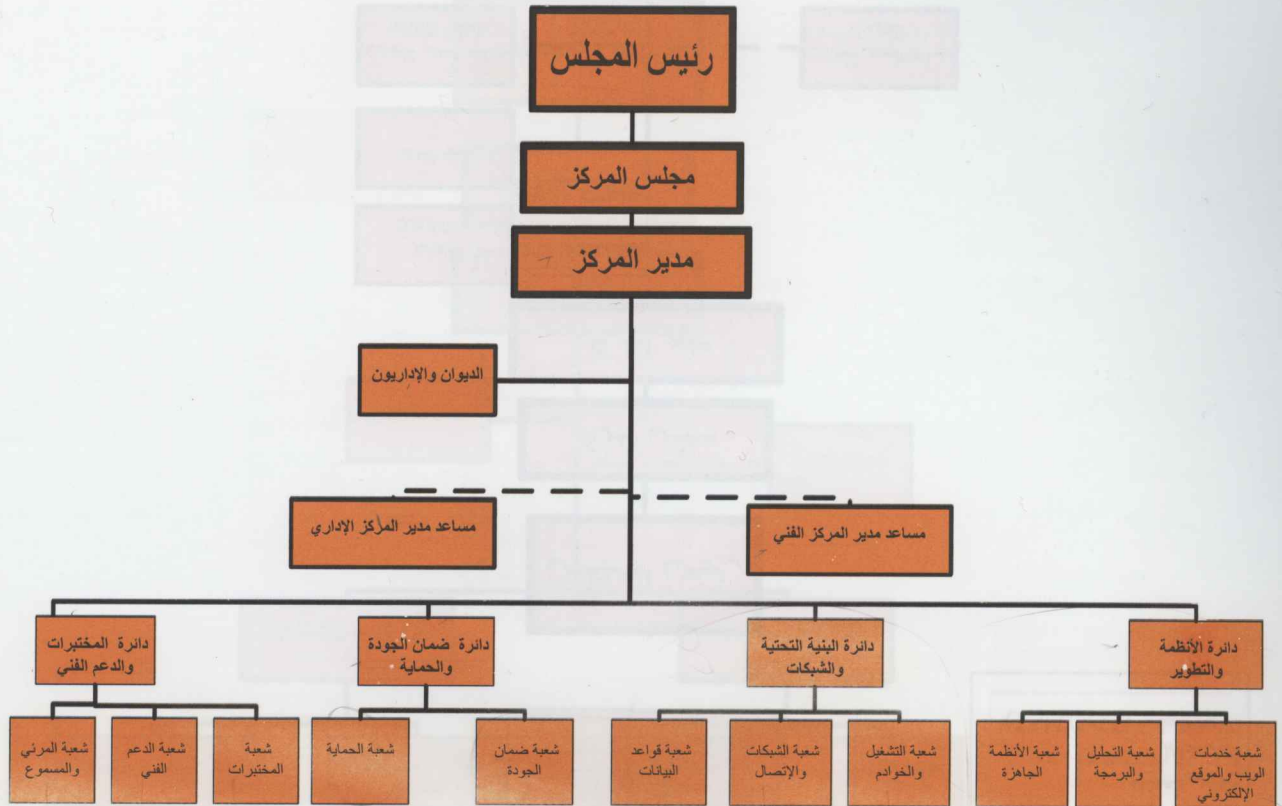 رئيس المجلس
مجلس المركز
مدير المركز
الديوان والإداريون
مساعد مدير المركز الفني
مساعد مدير المركز الإداري
دائرة الأنظمة
والتطوير
دائرة البنية التحتية
والشبكات
دائرة ضمان الجودة
والحماية
دائرة المختبرات
والدعم الفني
شعبة خدمات
الويب والموقع
الإلكتروني
شعبة التحليل
والبرمجة
شعبة الأنظمة
الجاهزة
شعبة التشغيل
والخوادم
شعبة الشبكات
والإتصال
شعبة قواعد
البيانات
شعبة ضمان
الجودة
شعبة الحماية
شعبة
المختبرات
شعبة الدعم
الفني
شعبة المرئي
والمسموع